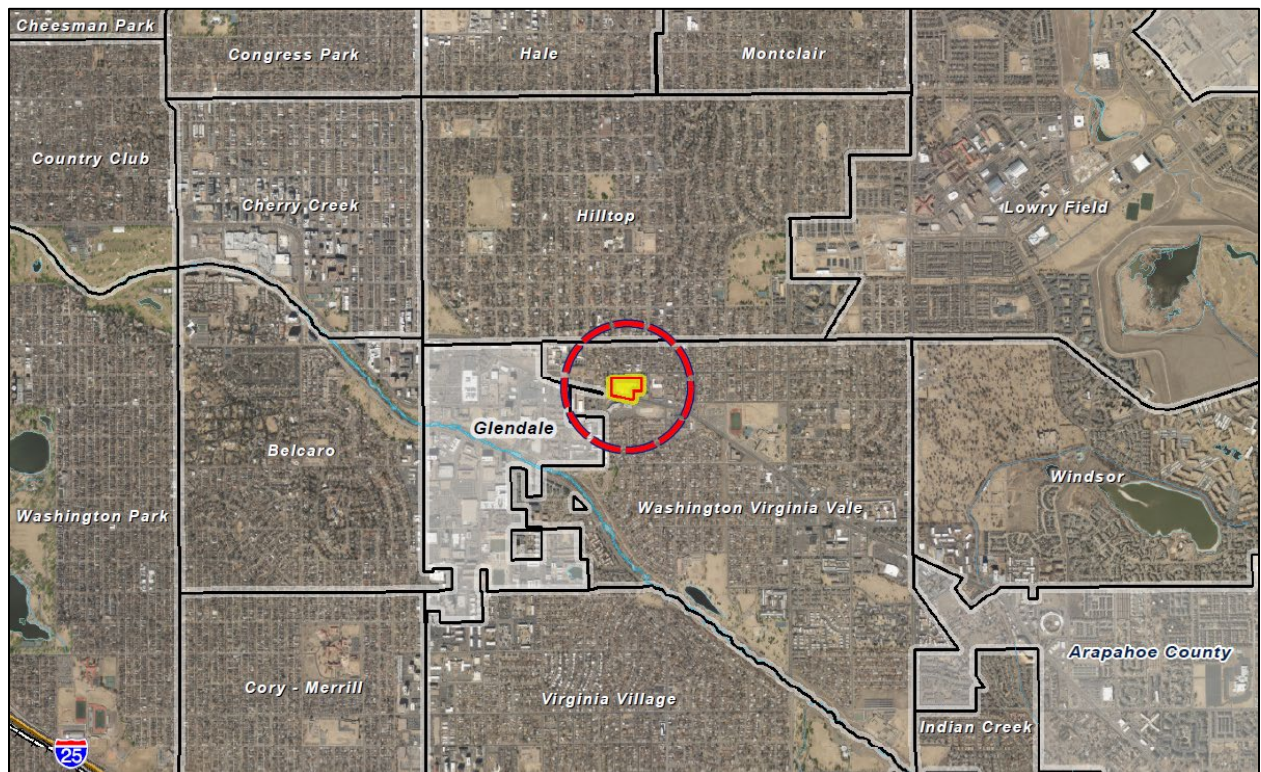 Cheesman Park
Congress Park
Hale
Montclair
Country Club
Cherry Creek
Hilltop
Lowry Field
Glendale
Belcaro
Windsor
Washington Park
Washington Virginia Vale
Arapahoe County
Cory - Merrill
Virginia Village
Indian Creek
25